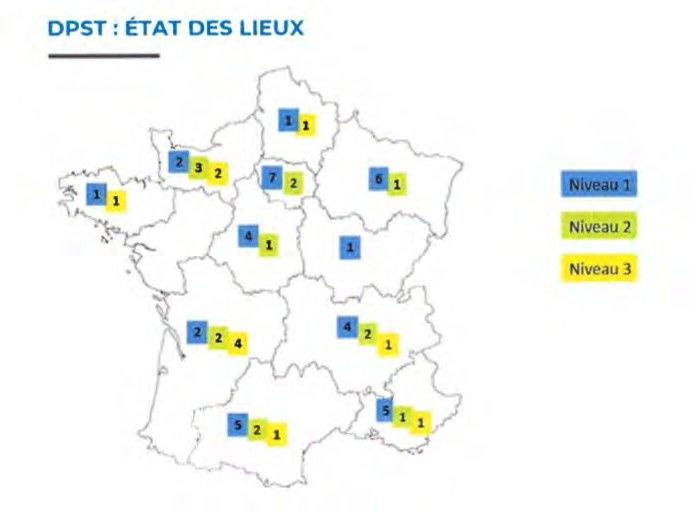 DPST : ÉTAT DES LIEUX
1 1
2 3 2
7 2
6 1
Niveau 1
1 1
Niveau 2
4 1
1
Niveau 3
2 2 4
4 2 1
5 1 1
5 2 1